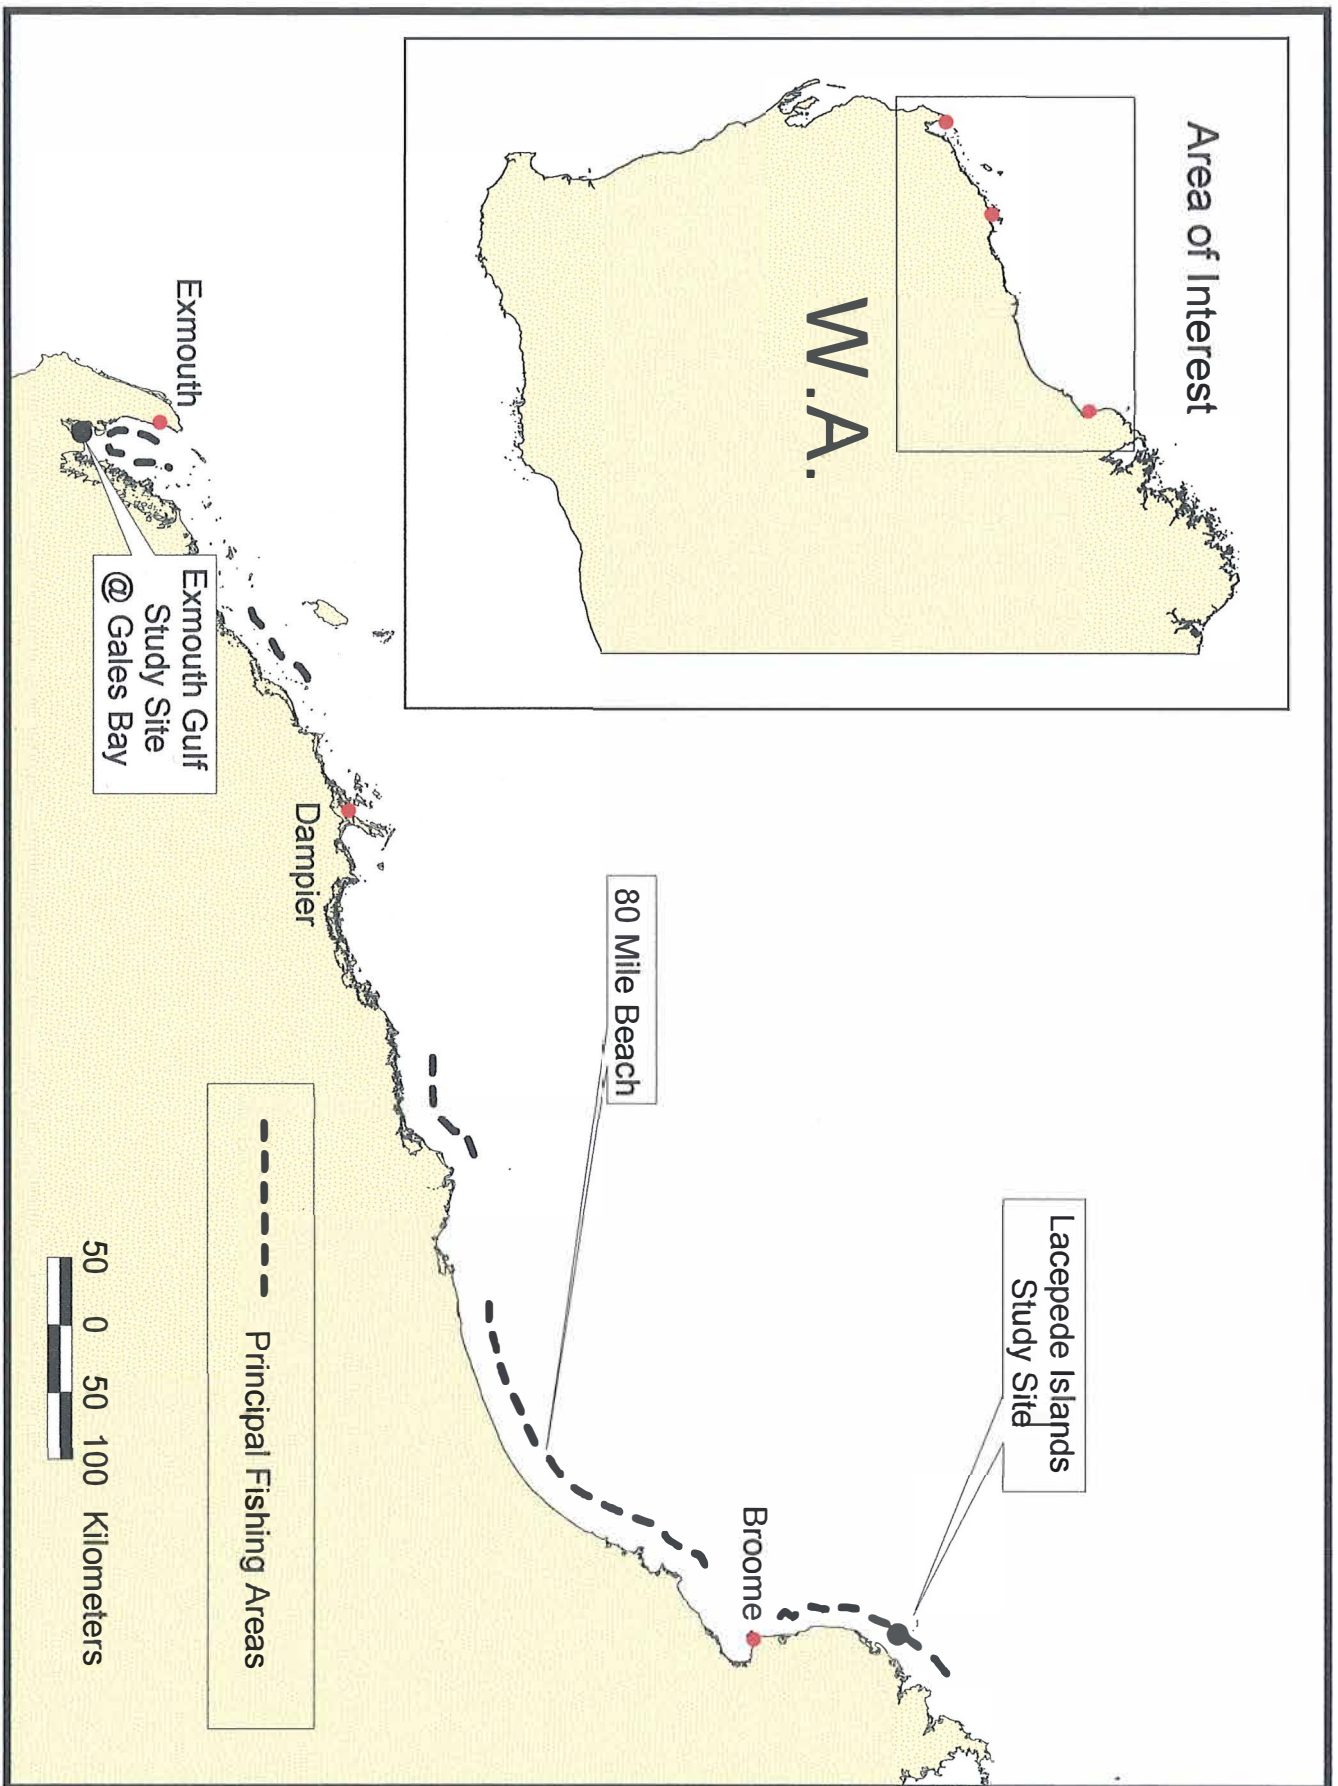 Area of Interest
W.A.
Lacepede Islands
Study Site
80 Mile Beach
Broome
Exmouth
Dampier
Exmouth Gulf
Study Site
@ Gales Bay
Principal Fishing Areas
50 0 50 100 Kilometers